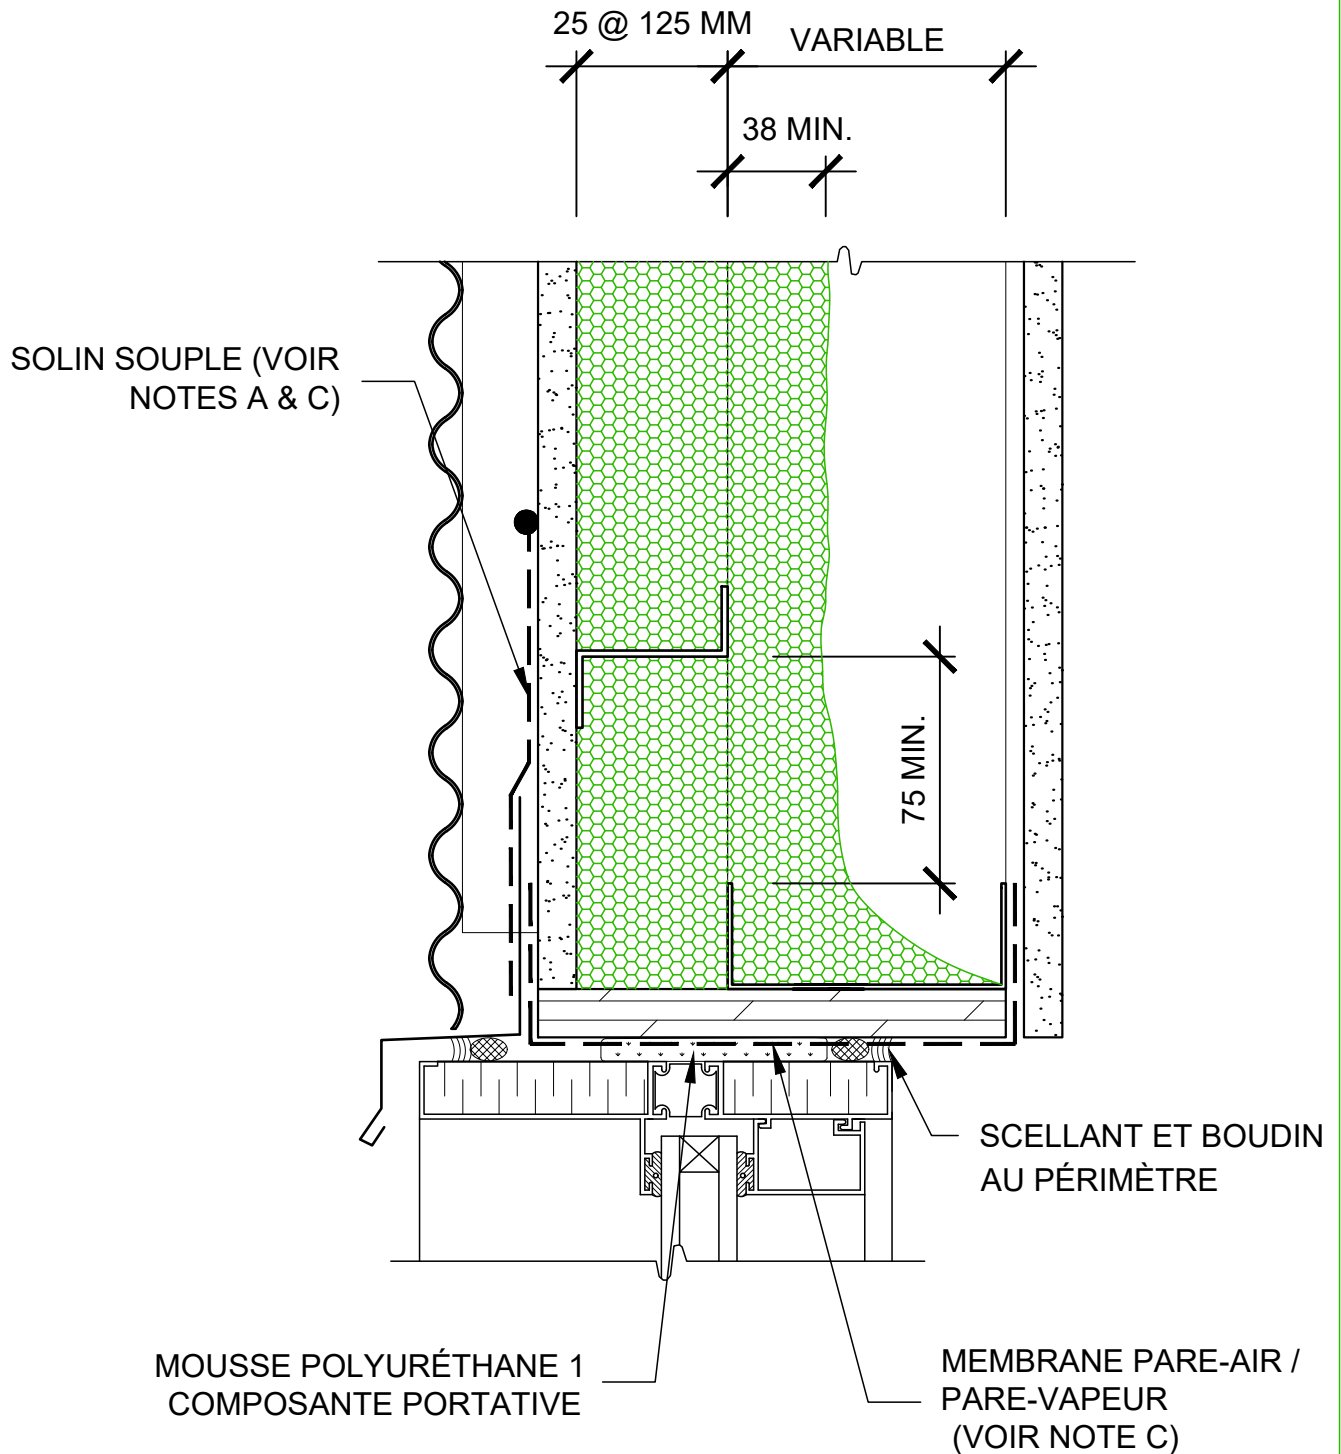 25 @ 125 MM
VARIABLE
38 MIN.
SOLIN SOUPLE (VOIR
NOTES A & C)
75 MIN.
SCELLANT ET BOUDIN
AU PÉRIMÈTRE
MOUSSE POLYURÉTHANE 1
COMPOSANTE PORTATIVE
MEMBRANE PARE-AIR /
PARE-VAPEUR
(VOIR NOTE C)